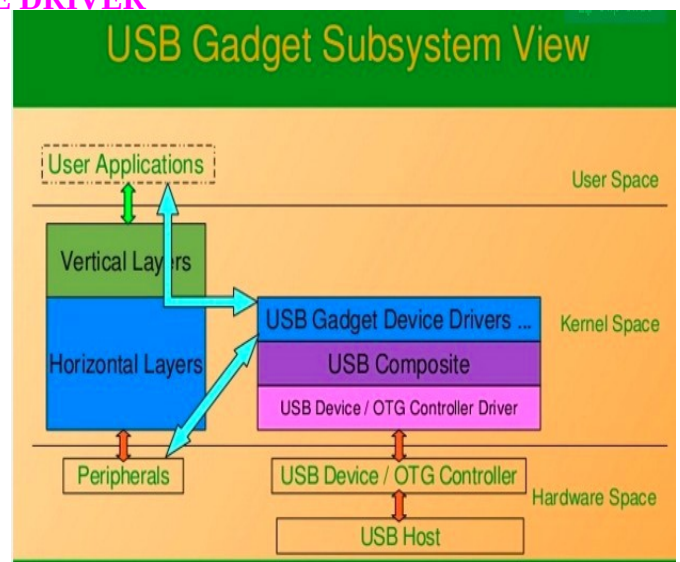 E DRIVER
USB Gadget Subsystem View
User Applications
User Space
Vertical Layers
USB Gadget Device Drivers ...
Kernel Space
Horizontal Layers
USB Composite
USB Device / OTG Controller Driver
Peripherals
USB Device / OTG Controller
Hardware Space
USB Host